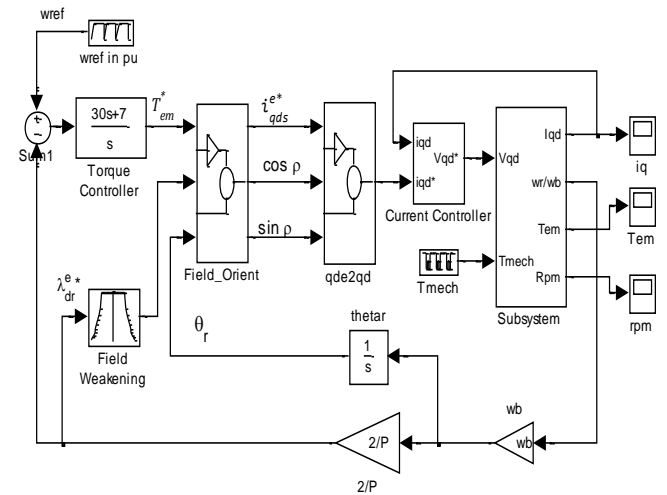 wref
wref in pu
+
−
Sum1
30s+7
s
Torque
Controller
T*em
Field_Orient
i e* qds
cos ρ
sin ρ
qde2qd
iqd
iqd*
Vqd*
Current Controller
Vqd
Tmech
Iqd
wr/wb
Tem
Rpm
Subsystem
iq
Tem
rpm
Tmech
λ e * dr
Field
Weakening
θr
thetar
1
s
2/P
2/P
wb
wb